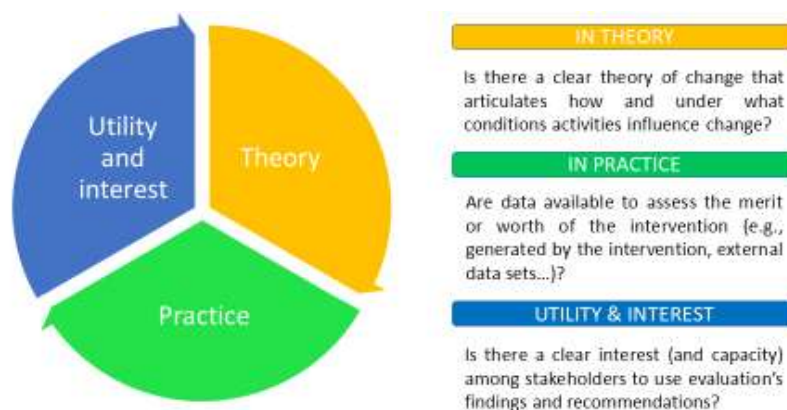 Utility
and
interest
Theory
Practice
IN THEORY
Is there a clear theory of change that
articulates how and under what
conditions activities influence change?
IN PRACTICE
Are data available to assess the merit
or worth of the intervention (e.g.,
generated by the intervention, external
data sets...)?
UTILITY & INTEREST
Is there a clear interest (and capacity)
among stakeholders to use evaluation's
findings and recommendations?